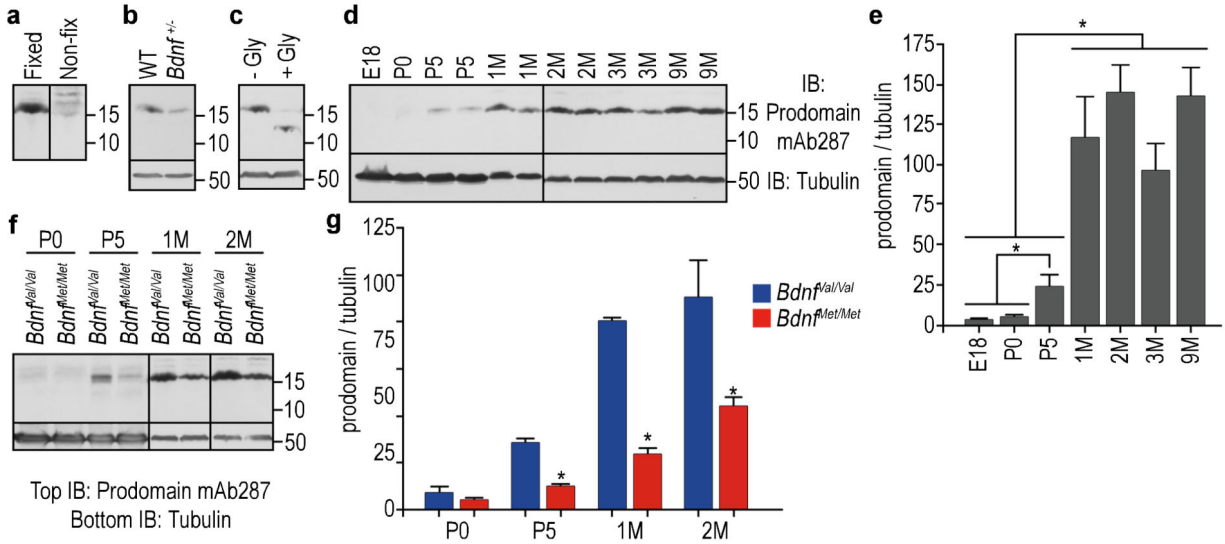 a
Fixed
Non-fix
15
10
b
WT
Bdnf+/-
15
10
50
c
- Gly
+ Gly
15
10
50
d
E18 P0 P5 P5 1M 1M 2M 2M 3M 3M 9M 9M
IB:
15 Prodomain
10 mAb287
50 IB: Tubulin
e
prodomain / tubulin
175
150
125
100
75
50
25
0
*
*
E18 P0 P5 1M 2M 3M 9M
f
P0 P5 1M 2M
BdnfVal/Val
BdnfMet/Met
BdnfVal/Val
BdnfMet/Met
BdnfVal/Val
BdnfMet/Met
BdnfVal/Val
BdnfMet/Met
15
10
50
Top IB: Prodomain mAb287
Bottom IB: Tubulin
g
prodomain / tubulin
125
100
75
50
25
0
*
*
*
P0 P5 1M 2M
BdnfVal/Val
BdnfMet/Met